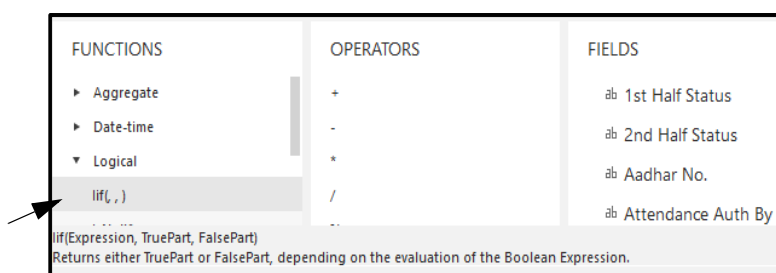 FUNCTIONS
Aggregate
Date-time
Logical
Iif(, , )
OPERATORS
+
-
*
/
FIELDS
ab 1st Half Status
ab 2nd Half Status
ab Aadhar No.
ab Attendance Auth By
Iif(Expression, TruePart, FalsePart)
Returns either TruePart or FalsePart, depending on the evaluation of the Boolean Expression.